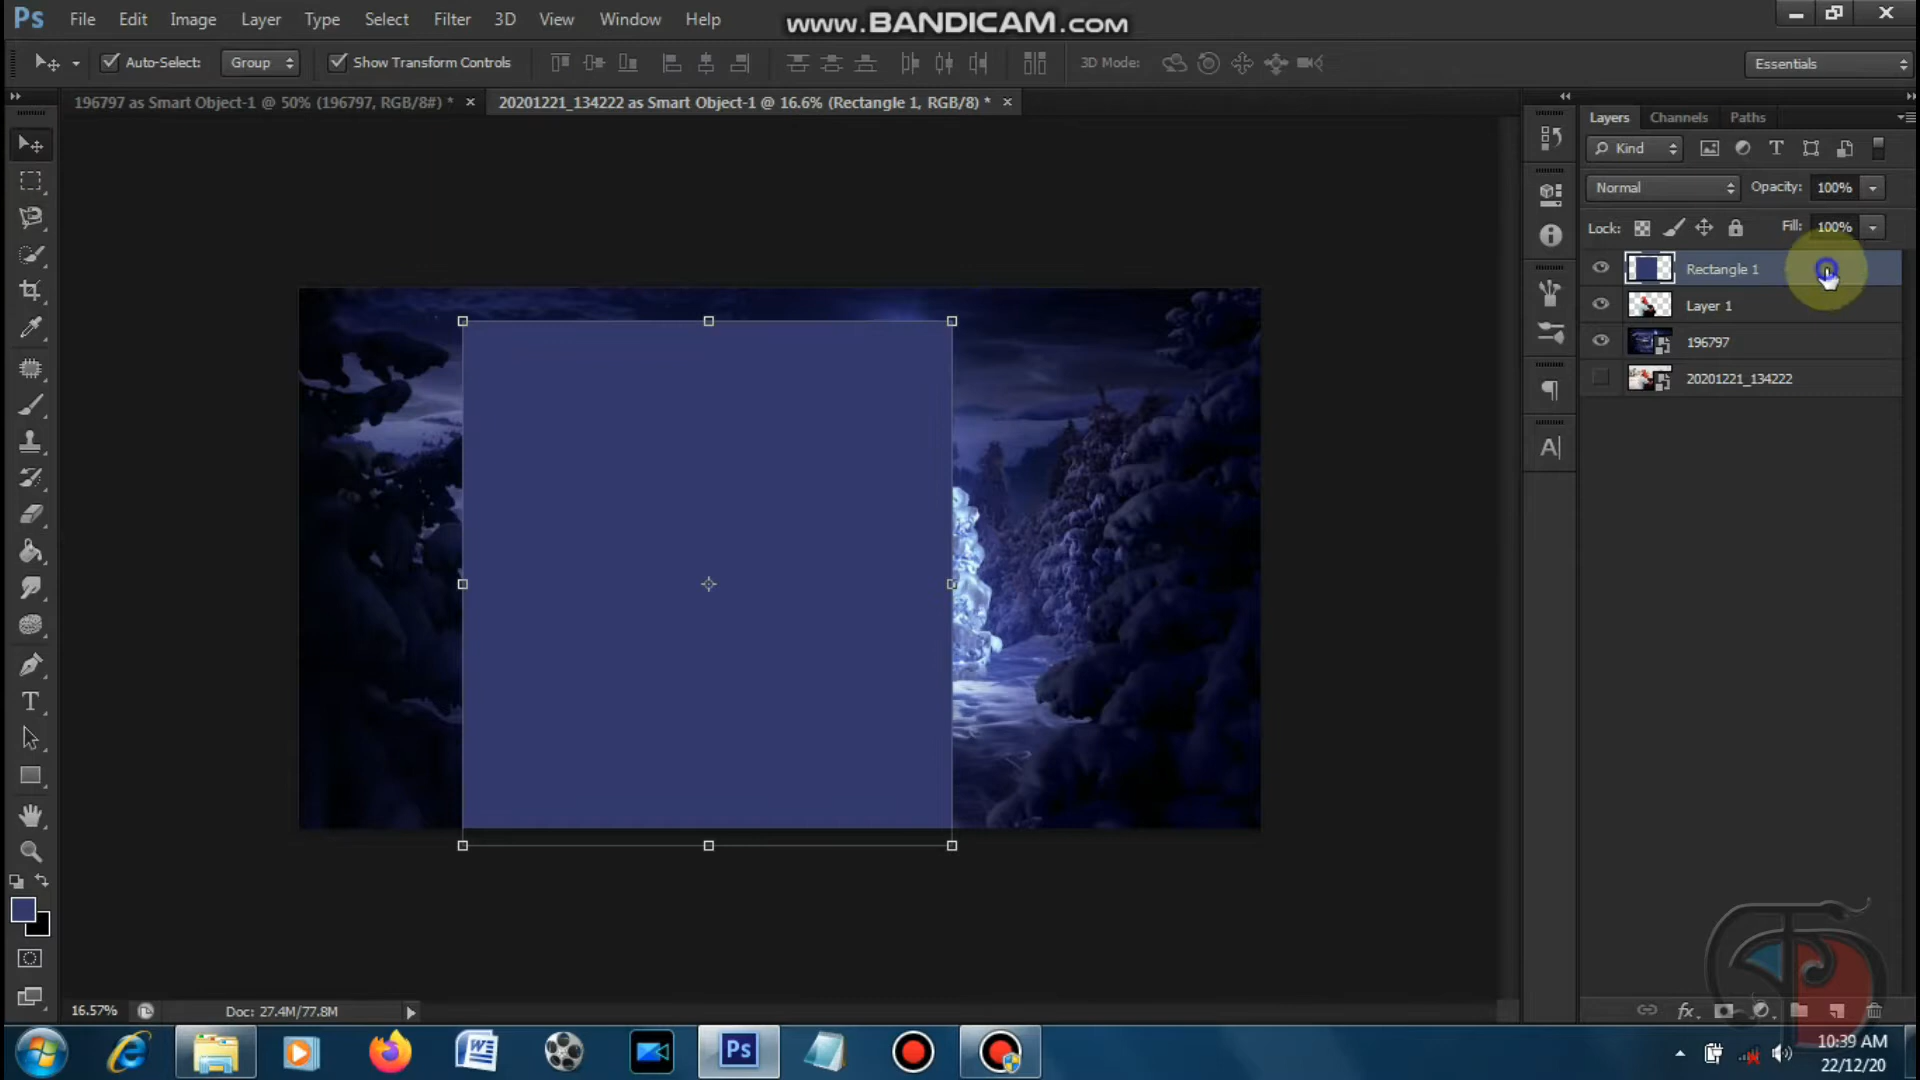 Ps File Edit Image Layer Type Select Filter 3D View Window Help
www.BANDICAM.com
Auto-Select: Group Show Transform Controls 3D Mode: Essentials
196797 as Smart Object-1 @ 50% (196797, RGB/8#) * × 20201221_134222 as Smart Object-1 @ 16.6% (Rectangle 1, RGB/8) * ×
Layers Channels Paths
Kind
Normal Opacity: 100%
Lock: Fill: 100%
Rectangle 1
Layer 1
196797
20201221_134222
16.57% Doc: 27.4M/77.8M
fx
Ps
10:39 AM
22/12/20